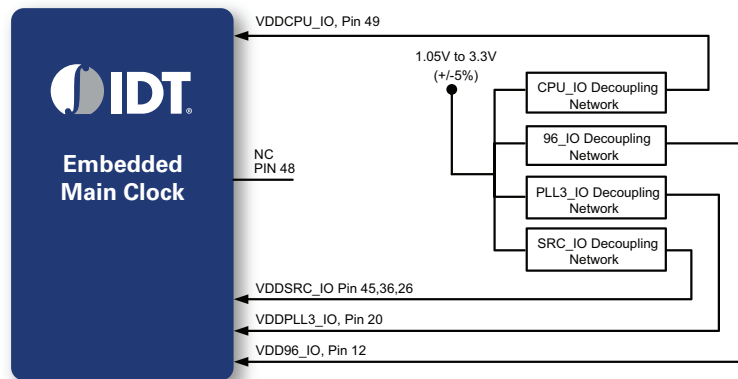 VDDCPU_IO, Pin 49
1.05V to 3.3V
(+/-5%)
CPU_IO Decoupling
Network
IDT.
96_IO Decoupling
Network
NC
PIN 48
Embedded
Main Clock
PLL3_IO Decoupling
Network
SRC_IO Decoupling
Network
VDDSRC_IO Pin 45,36,26
VDDPLL3_IO, Pin 20
VDD96_IO, Pin 12